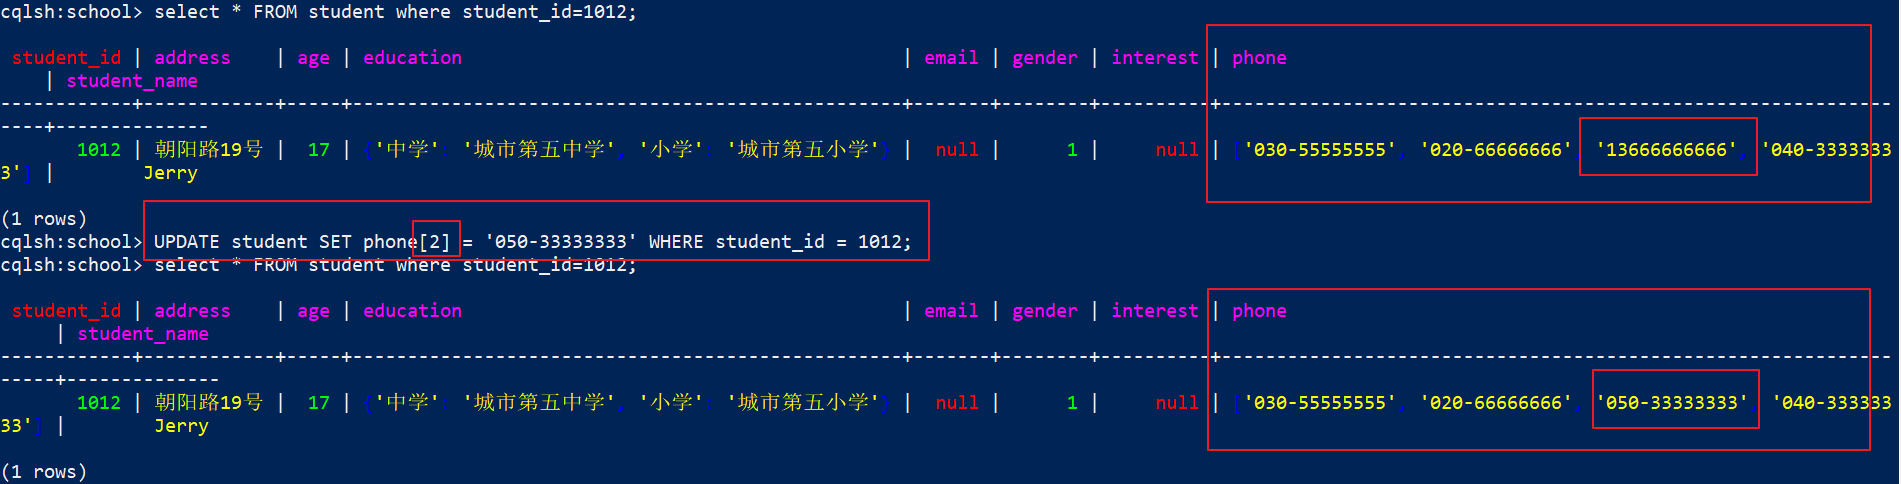 cqlsh:school> select * FROM student where student_id=1012;
student_id | address | age | education | email | gender | interest | phone
| student_name
------------+------------+-----+---------------------------------------------------+-------+--------+----------+--------------------------------------------------------------
----+--------------
1012 | 朝阳路19号 | 17 | {'中学': '城市第五中学', '小学': '城市第五小学'} | null | 1 | null | ['030-55555555', '020-66666666', '13666666666', '040-3333333
3'] | Jerry
(1 rows)
cqlsh:school> UPDATE student SET phone[2] = '050-33333333' WHERE student_id = 1012;
cqlsh:school> select * FROM student where student_id=1012;
student_id | address | age | education | email | gender | interest | phone
| student_name
------------+------------+-----+---------------------------------------------------+-------+--------+----------+--------------------------------------------------------------
-----+--------------
1012 | 朝阳路19号 | 17 | {'中学': '城市第五中学', '小学': '城市第五小学'} | null | 1 | null | ['030-55555555', '020-66666666', '050-33333333', '040-333333
33'] | Jerry
(1 rows)